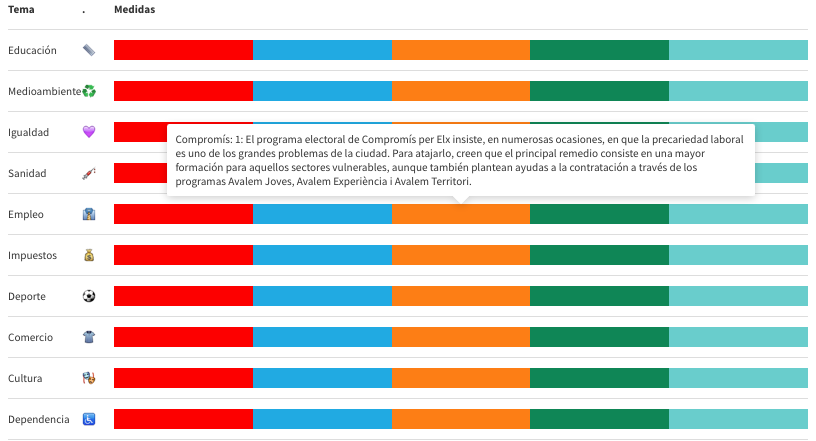 Tema . Medidas
Educación
Medioambiente
Igualdad
Compromís: 1: El programa electoral de Compromís per Elx insiste, en numerosas ocasiones, en que la precariedad laboral
es uno de los grandes problemas de la ciudad. Para atajarlo, creen que el principal remedio consiste en una mayor
formación para aquellos sectores vulnerables, aunque también plantean ayudas a la contratación a través de los
programas Avalem Joves, Avalem Experiència i Avalem Territori.
Sanidad
Empleo
Impuestos
Deporte
Comercio
Cultura
Dependencia